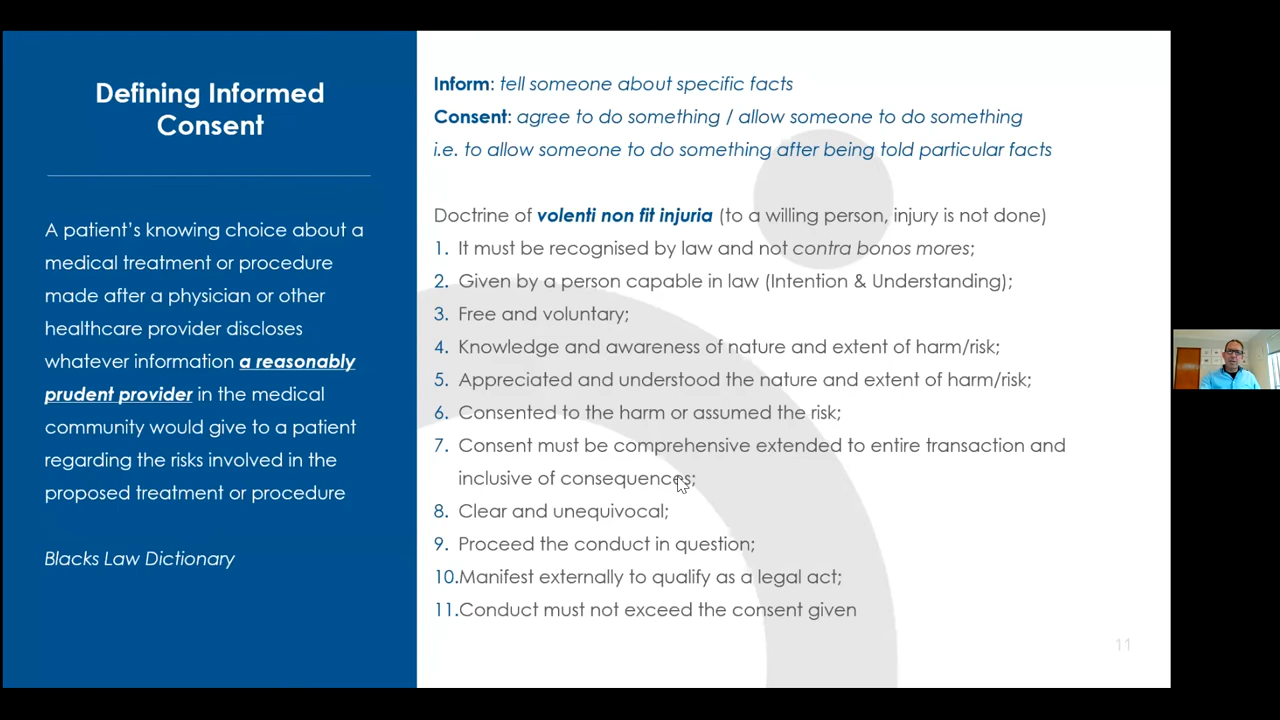 Defining Informed
Consent
A patient's knowing choice about a
medical treatment or procedure
made after a physician or other
healthcare provider discloses
whatever information a reasonably
prudent provider in the medical
community would give to a patient
regarding the risks involved in the
proposed treatment or procedure
Blacks Law Dictionary
Inform: tell someone about specific facts
Consent: agree to do something / allow someone to do something
i.e. to allow someone to do something after being told particular facts
Doctrine of volenti non fit injuria (to a willing person, injury is not done)
1. It must be recognised by law and not contra bonos mores;
2. Given by a person capable in law (Intention & Understanding);
3. Free and voluntary;
4. Knowledge and awareness of nature and extent of harm/risk;
5. Appreciated and understood the nature and extent of harm/risk;
6. Consented to the harm or assumed the risk;
7. Consent must be comprehensive extended to entire transaction and
inclusive of consequences;
8. Clear and unequivocal;
9. Proceed the conduct in question;
10.Manifest externally to qualify as a legal act;
11.Conduct must not exceed the consent given
11